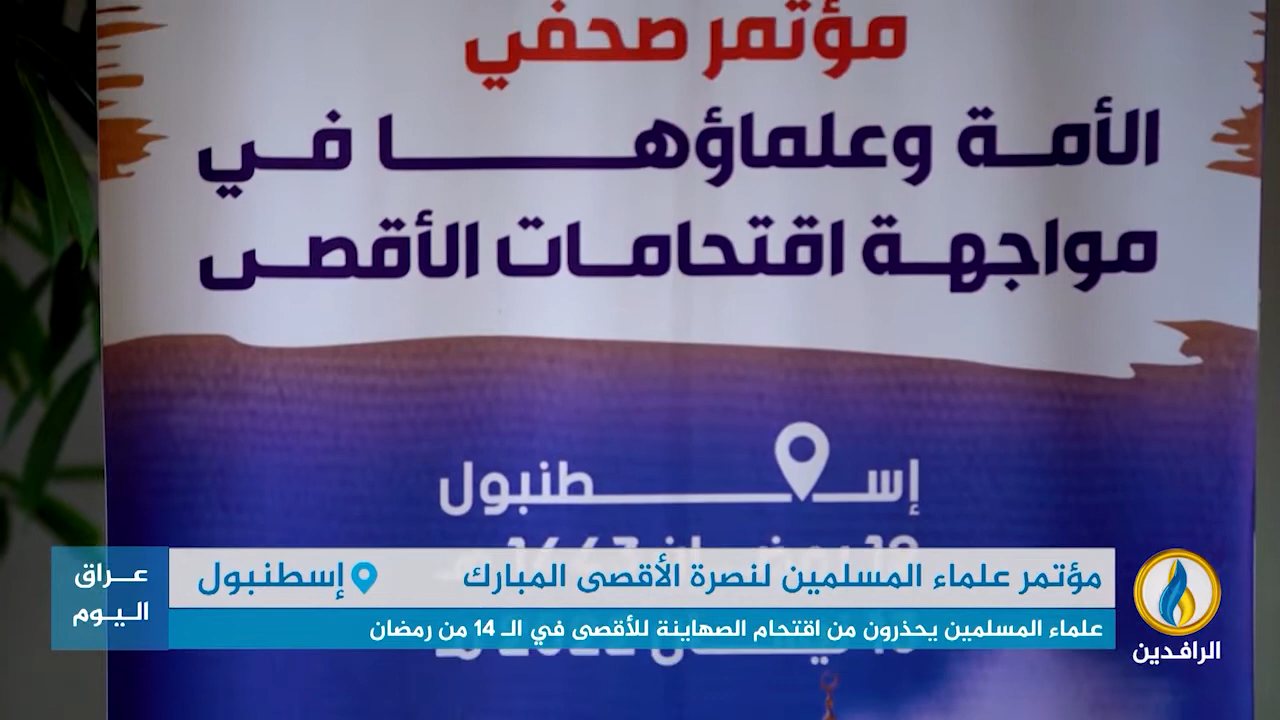 مؤتمر صحفي
الأمة وعلماؤها في
مواجهة اقتحامات الأقصى
إسطنبول
مؤتمر علماء المسلمين لنصرة الأقصى المبارك
إسطنبول
علماء المسلمين يحذرون من اقتحام الصهاينة للأقصى في الـ 14 من رمضان
عراق
اليوم
الرافدين